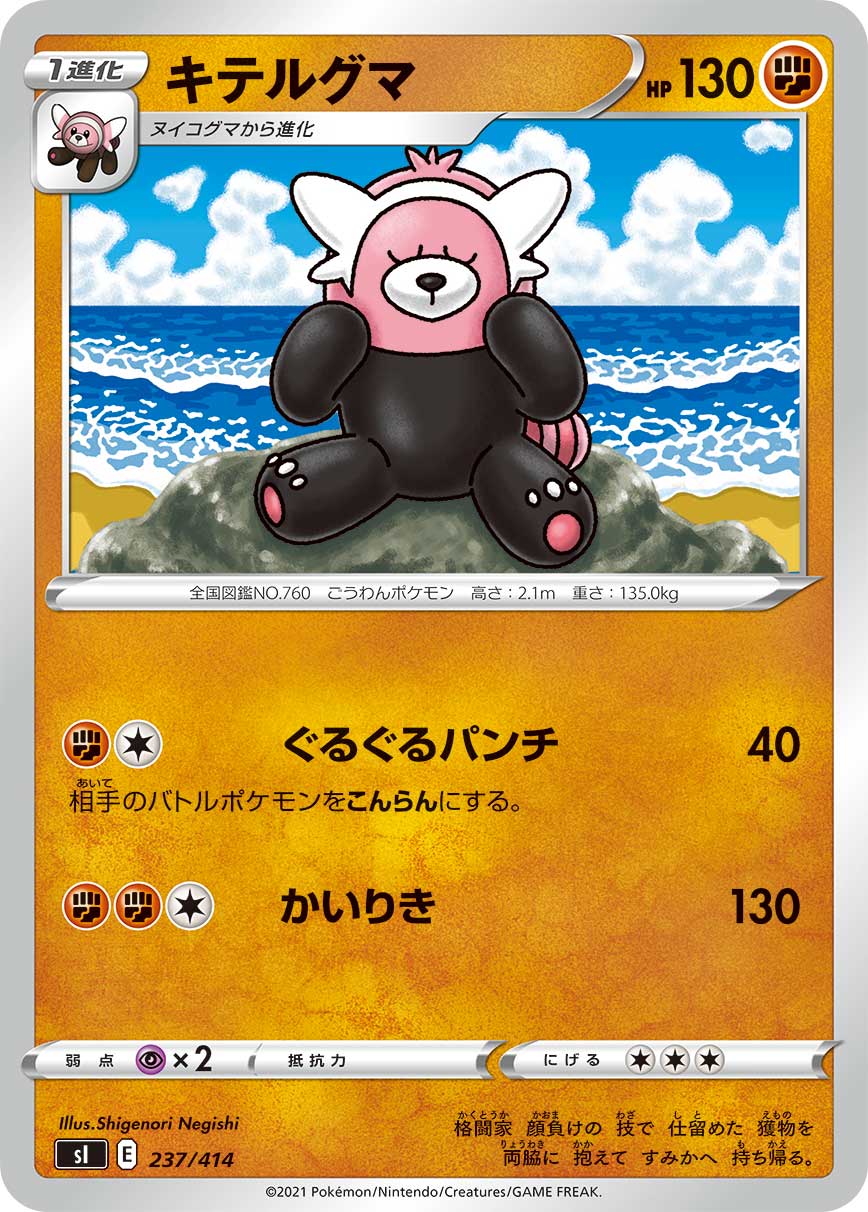 1進化
キテルグマ
HP 130
ヌイコグマから進化
全国図鑑NO.760 ごうわんポケモン 高さ:2.1m 重さ:135.0kg
ぐるぐるパンチ 40
相手のバトルポケモンをこんらんにする。
かいりき 130
弱点 ×2 抵抗力 にげる
Illus.Shigenori Negishi
格闘家 顔負けの 技で 仕留めた 獲物を
両脇に 抱えて すみかへ 持ち帰る。
sI E 237/414
©2021 Pokémon/Nintendo/Creatures/GAME FREAK.